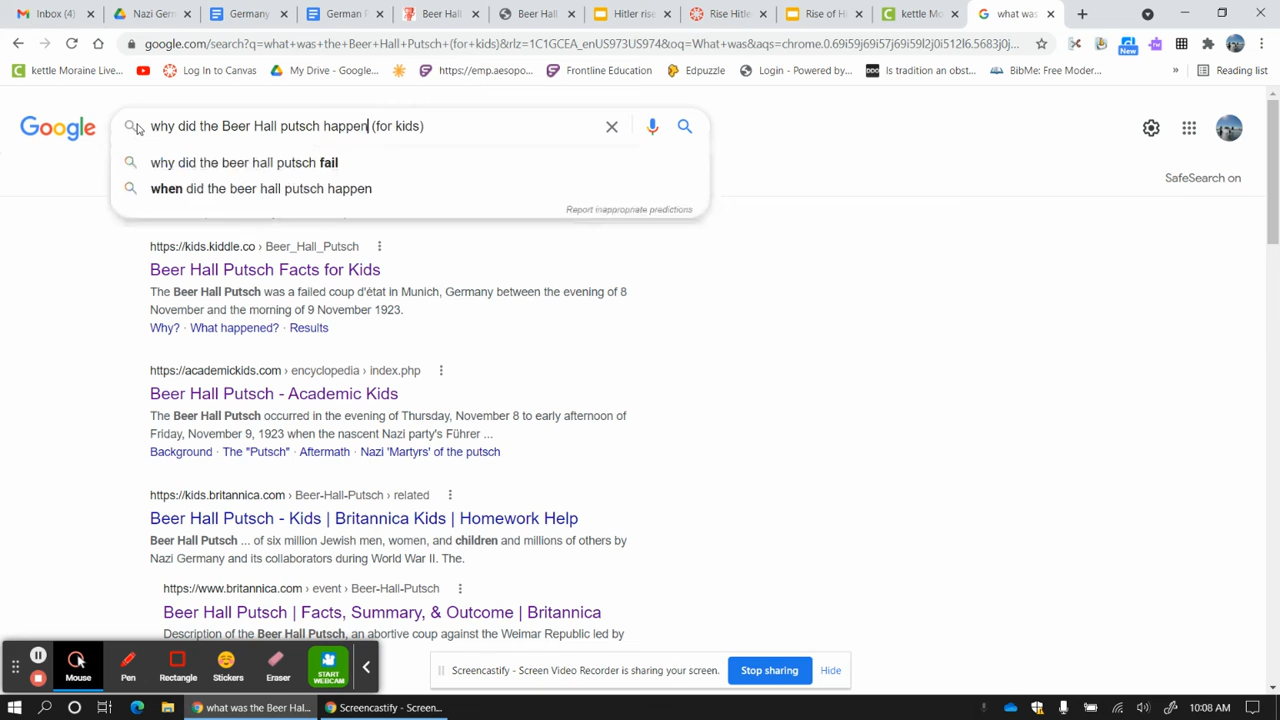 Inbox (4)
Nazi Gern
Germany
German P
Beer Hall
Beer Hall
Hitler rise
Rise Hitle
Rise of H
kettle Mo
what was
google.com/search?q=what+was+the+Beer+Hall+Putsch+(for+kids)&rlz=1C1GCEA_enUS973US974&oq=What+was&aqs=chrome.0.69i59j69i57j69i59l2j0i512l6.5683j0j...
kettle Moraine Live...
Log In to Canvas
My Drive - Google...
https://emp.aesopo...
Frontline Education
Edpuzzle
Login - Powered by...
DDO
Is tradition an obst...
BibMe: Free Moder...
»
Reading list
New
Google
why did the Beer Hall putsch happen (for kids)
why did the beer hall putsch fail
when did the beer hall putsch happen
Report inappropriate predictions
SafeSearch on
https://kids.kiddle.co › Beer_Hall_Putsch
Beer Hall Putsch Facts for Kids
The Beer Hall Putsch was a failed coup d'état in Munich, Germany between the evening of 8
November and the morning of 9 November 1923.
Why? · What happened? · Results
https://academickids.com › encyclopedia › index.php
Beer Hall Putsch - Academic Kids
The Beer Hall Putsch occurred in the evening of Thursday, November 8 to early afternoon of
Friday, November 9, 1923 when the nascent Nazi party's Führer ...
Background · The "Putsch" · Aftermath · Nazi 'Martyrs' of the putsch
https://kids.britannica.com › Beer-Hall-Putsch › related
Beer Hall Putsch - Kids | Britannica Kids | Homework Help
Beer Hall Putsch ... of six million Jewish men, women, and children and millions of others by
Nazi Germany and its collaborators during World War II. The.
https://www.britannica.com › event › Beer-Hall-Putsch
Beer Hall Putsch | Facts, Summary, & Outcome | Britannica
Description of the Beer Hall Putsch, an abortive coup against the Weimar Republic led by
Mouse
Pen
Rectangle
Stickers
Eraser
START
WEBCAM
Screencastify - Screen Video Recorder is sharing your screen.
Stop sharing
Hide
what was the Beer Hal...
Screencastify - Screen...
10:08 AM